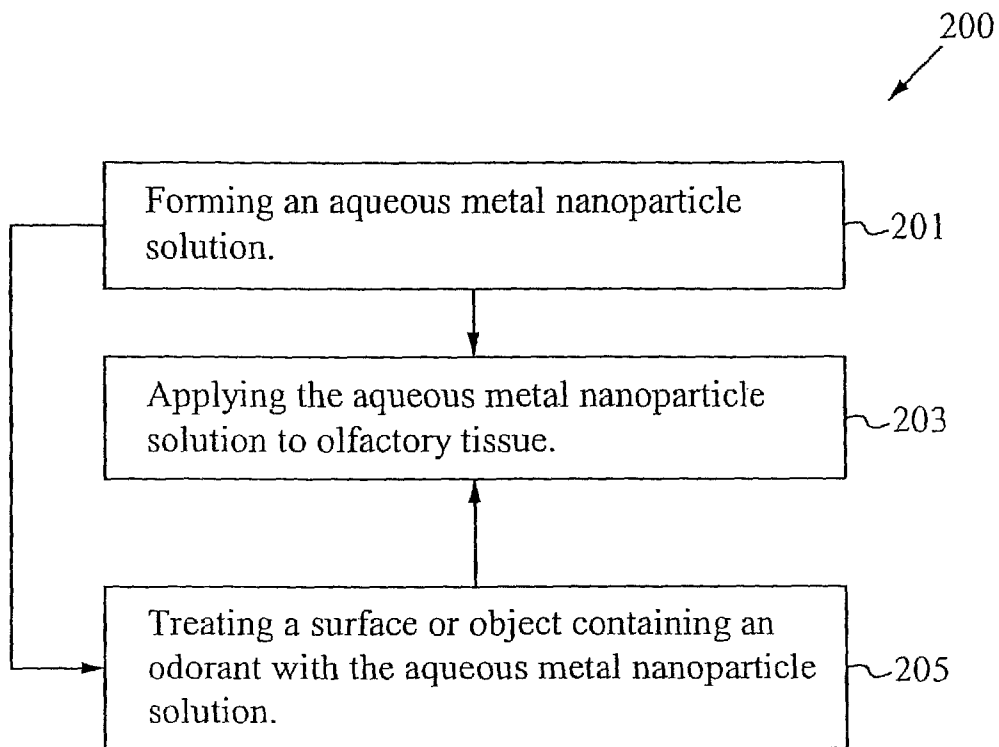 200
Forming an aqueous metal nanoparticle
solution.
201
Applying the aqueous metal nanoparticle
solution to olfactory tissue.
203
Treating a surface or object containing an
odorant with the aqueous metal nanoparticle
solution.
205